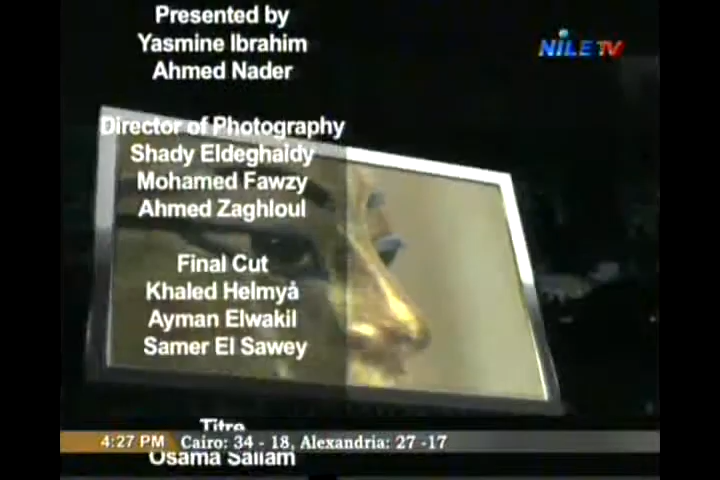 Presented by
Yasmine Ibrahim
Ahmed Nader
NiLE TV
Director of Photography
Shady Eldeghaidy
Mohamed Fawzy
Ahmed Zaghloul
Final Cut
Khaled Helmyå
Ayman Elwakil
Samer El Sawey
Titre
4:27 PM Cairo: 34 - 18, Alexandria: 27 -17
Osama Sallam